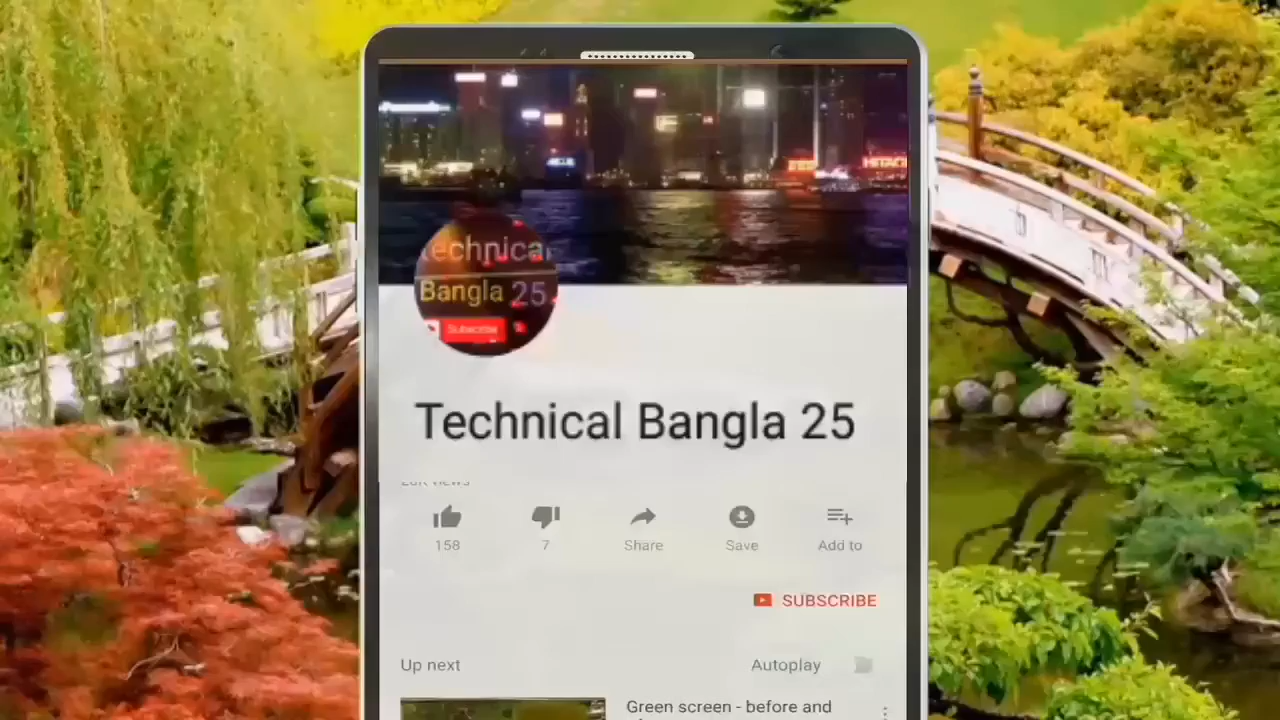 HITACHI
Technical
Bangla 25
Subscribe
Technical Bangla 25
158
7
Share
Save
Add to
SUBSCRIBE
Up next
Autoplay
Green screen - before and